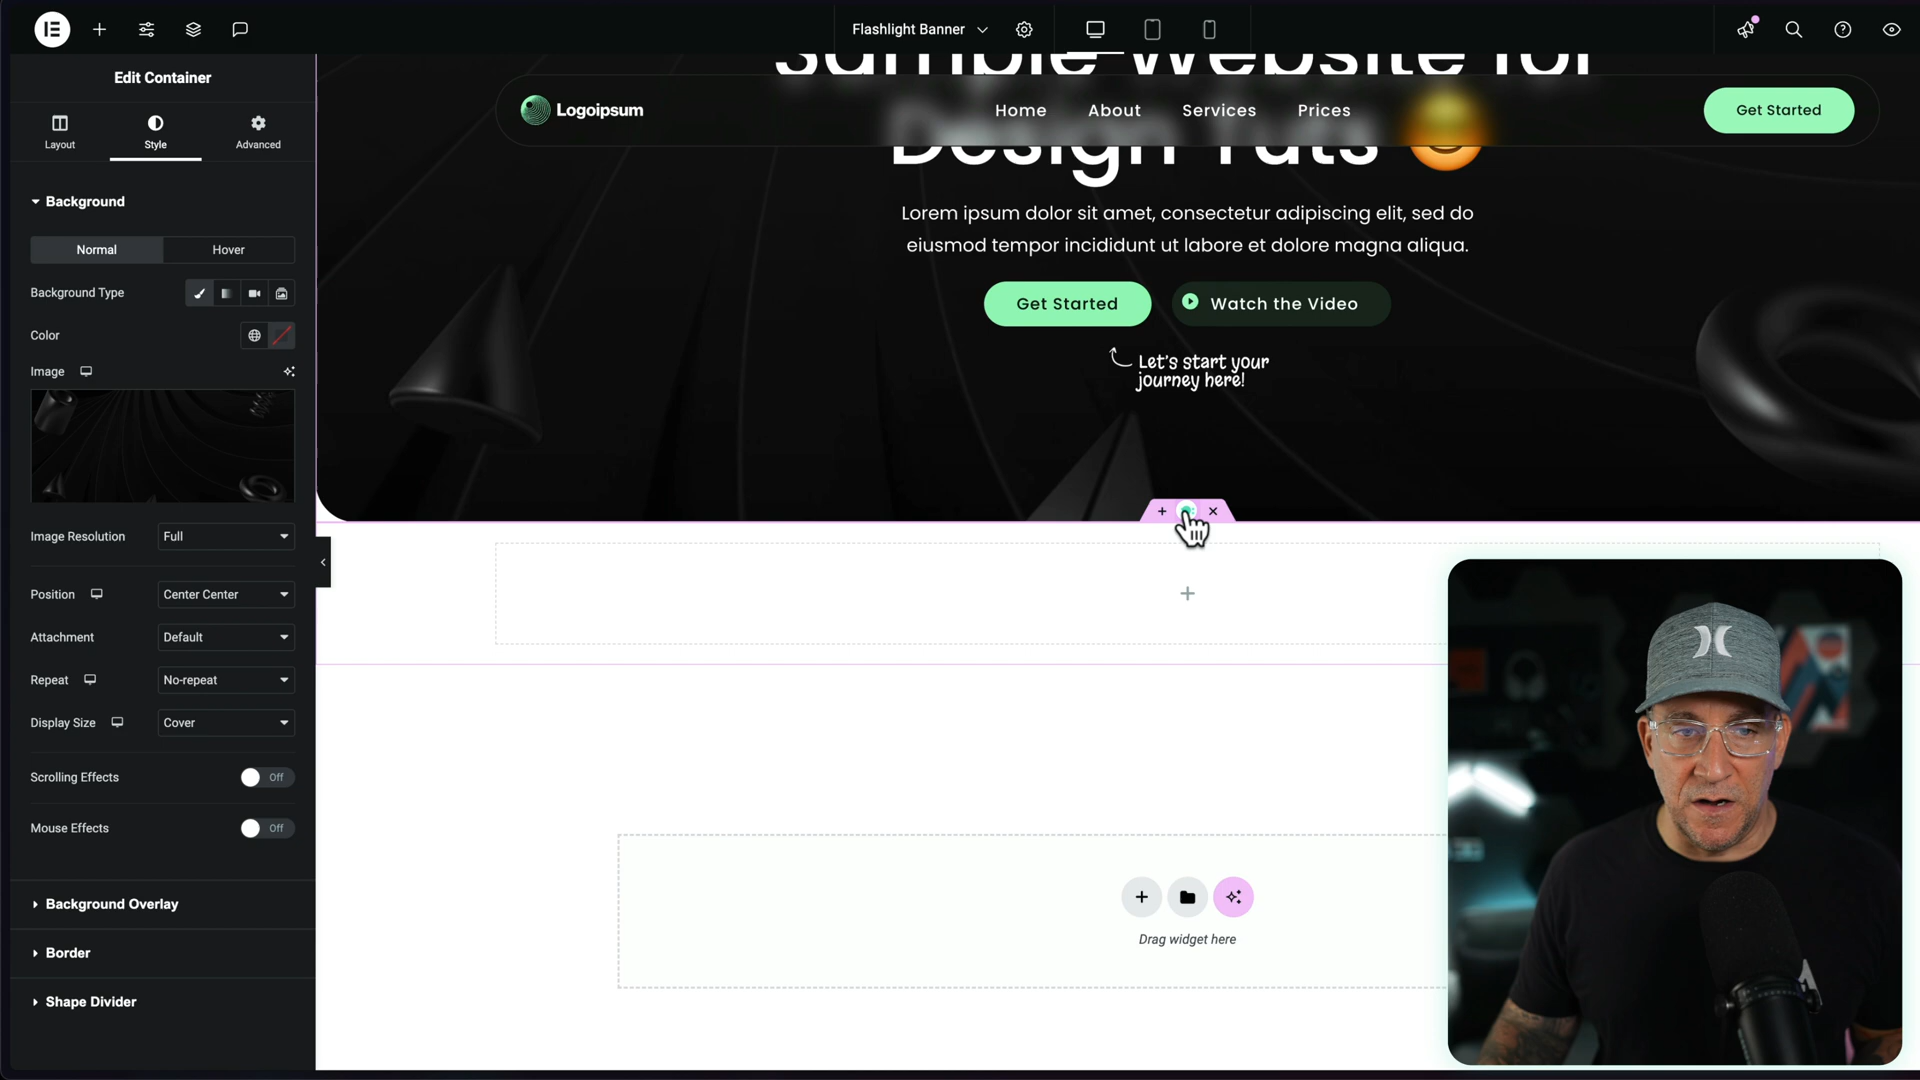 Flashlight Banner
Edit Container
Layout
Style
Advanced
Background
Normal
Hover
Background Type
Color
Image
Image Resolution
Full
Position
Center Center
Attachment
Default
Repeat
No-repeat
Display Size
Cover
Scrolling Effects
Off
Mouse Effects
Off
Background Overlay
Border
Shape Divider
Sample Website for
Logoipsum
Home
About
Services
Prices
Get Started
Design Tuts
Lorem ipsum dolor sit amet, consectetur adipiscing elit, sed do
eiusmod tempor incididunt ut labore et dolore magna aliqua.
Get Started
Watch the Video
Let's start your
journey here!
Drag widget here